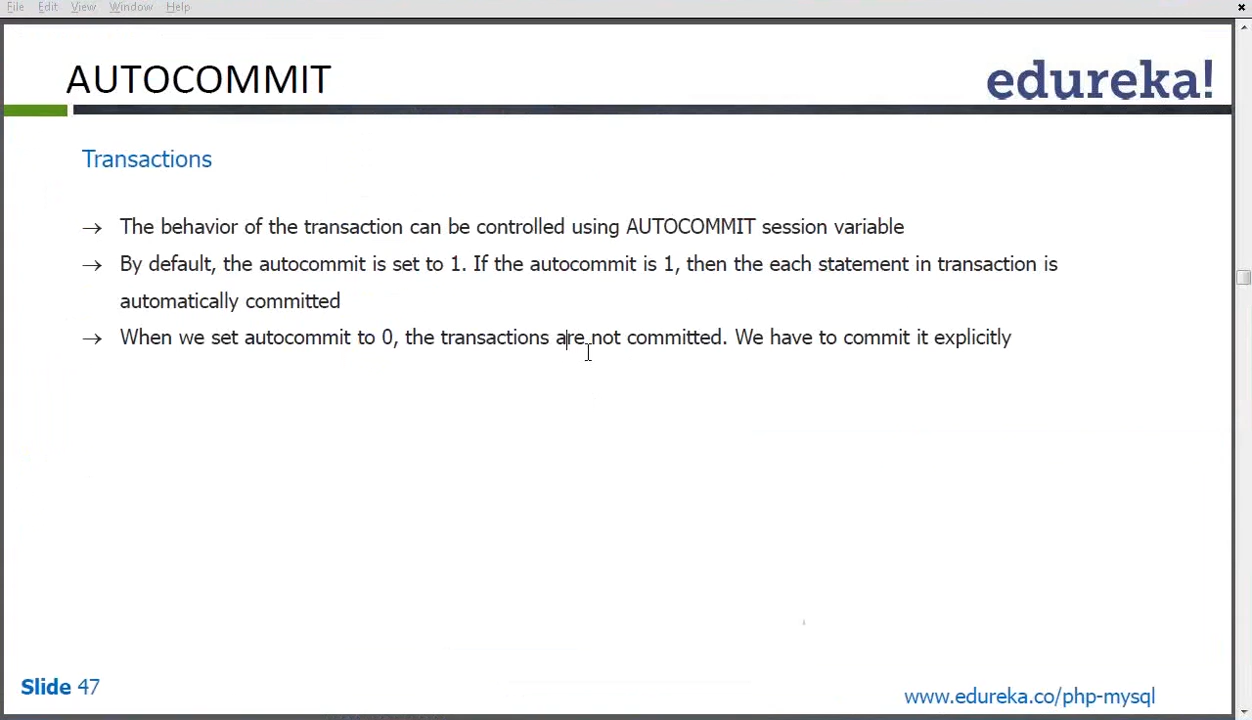 File Edit View Window Help
AUTOCOMMIT
edureka!
Transactions
→ The behavior of the transaction can be controlled using AUTOCOMMIT session variable
→ By default, the autocommit is set to 1. If the autocommit is 1, then the each statement in transaction is
automatically committed
→ When we set autocommit to 0, the transactions are not committed. We have to commit it explicitly
Slide 47
www.edureka.co/php-mysql